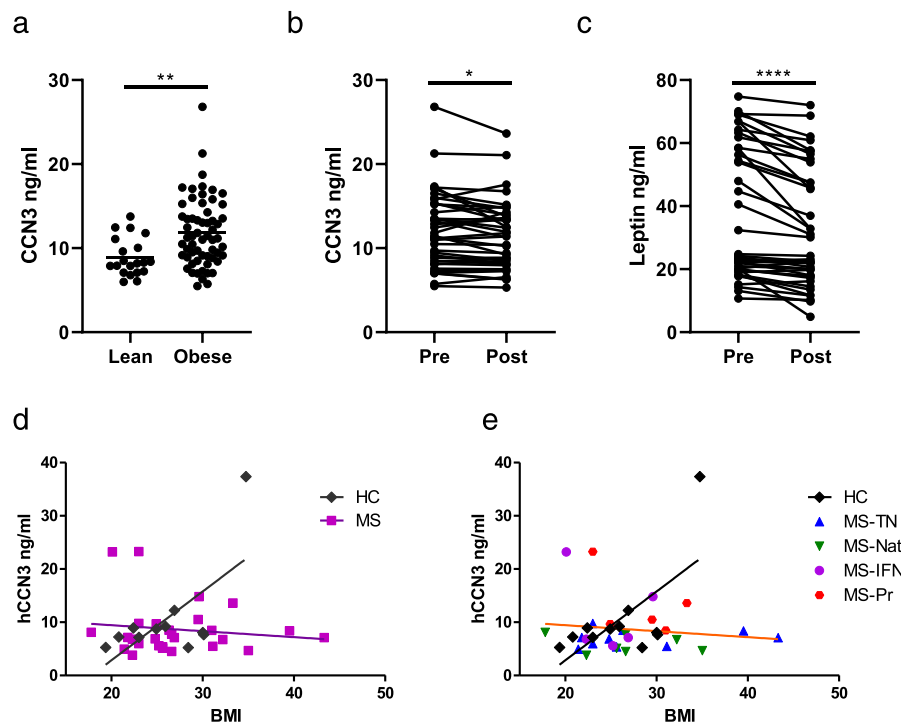 a
b
c
**
*
****
30
20
10
0
CCN3 ng/ml
Lean Obese
30
20
10
0
CCN3 ng/ml
Pre Post
80
60
40
20
0
Leptin ng/ml
Pre Post
d
e
40
30
20
10
0
hCCN3 ng/ml
20 30 40 50
BMI
HC
MS
40
30
20
10
0
hCCN3 ng/ml
20 30 40 50
BMI
HC
MS-TN
MS-Nat
MS-IFN
MS-Pr